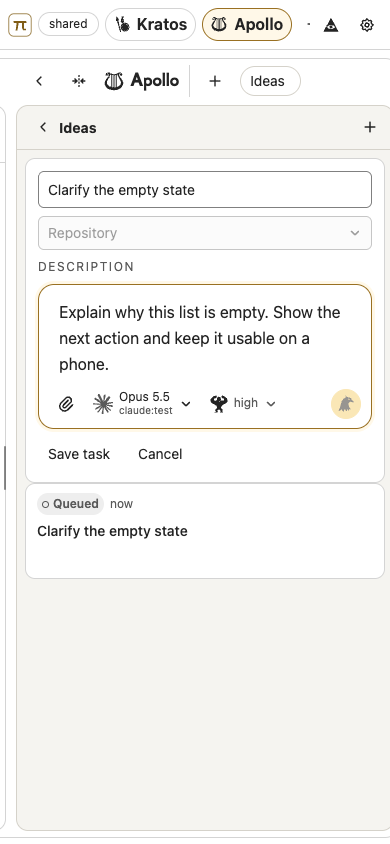 π shared Kratos Apollo
Apollo Ideas
Ideas
Clarify the empty state
Repository
DESCRIPTION
Explain why this list is empty. Show the
next action and keep it usable on a
phone.
Opus 5.5
claude:test
high
Save task Cancel
Queued now
Clarify the empty state